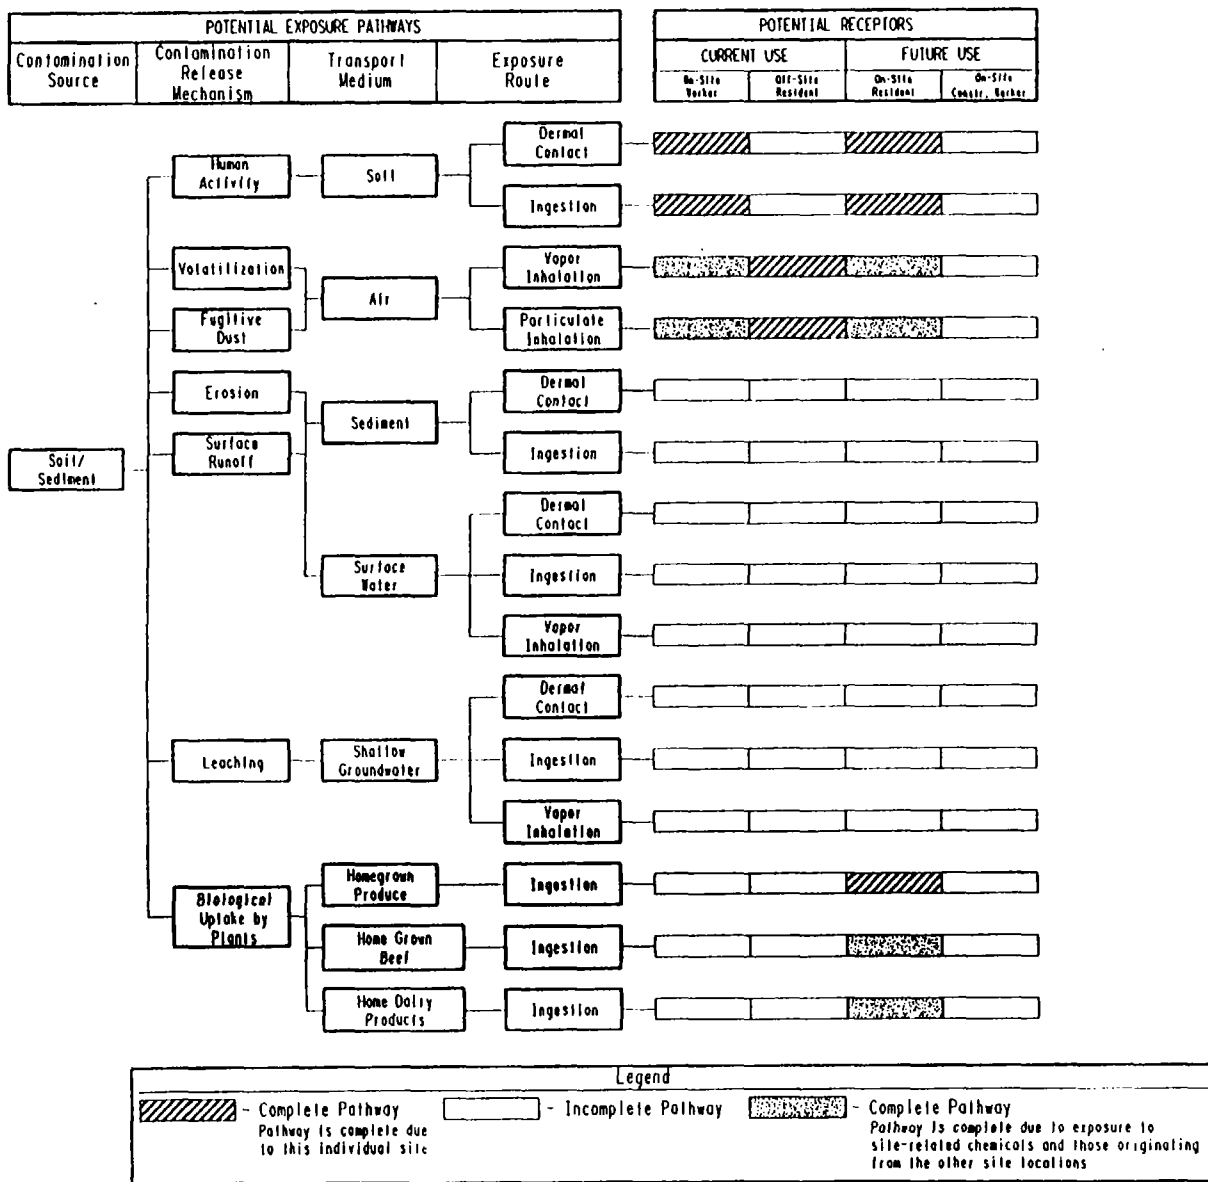 POTENTIAL EXPOSURE PATHWAYS
Contamination Source
Contamination Release Mechanism
Transport Medium
Exposure Route
POTENTIAL RECEPTORS
CURRENT USE
FUTURE USE
On-Site Worker
Off-Site Resident
On-Site Resident
On-Site Constr. Worker
Soil/
Sediment
Human
Activity
Soil
Dermal
Contact
Ingestion
Volatilization
Fugitive
Dust
Air
Vapor
Inhalation
Particulate
Inhalation
Erosion
Surface
Runoff
Sediment
Dermal
Contact
Ingestion
Surface
Water
Dermal
Contact
Ingestion
Vapor
Inhalation
Leaching
Shallow
Groundwater
Dermal
Contact
Ingestion
Vapor
Inhalation
Biological
Uptake by
Plants
Homegrown
Produce
Ingestion
Home Grown
Beef
Ingestion
Home Dairy
Products
Ingestion
Legend
- Complete Pathway
Pathway is complete due
to this individual site
- Incomplete Pathway
- Complete Pathway
Pathway is complete due to exposure to
site-related chemicals and those originating
from the other site locations